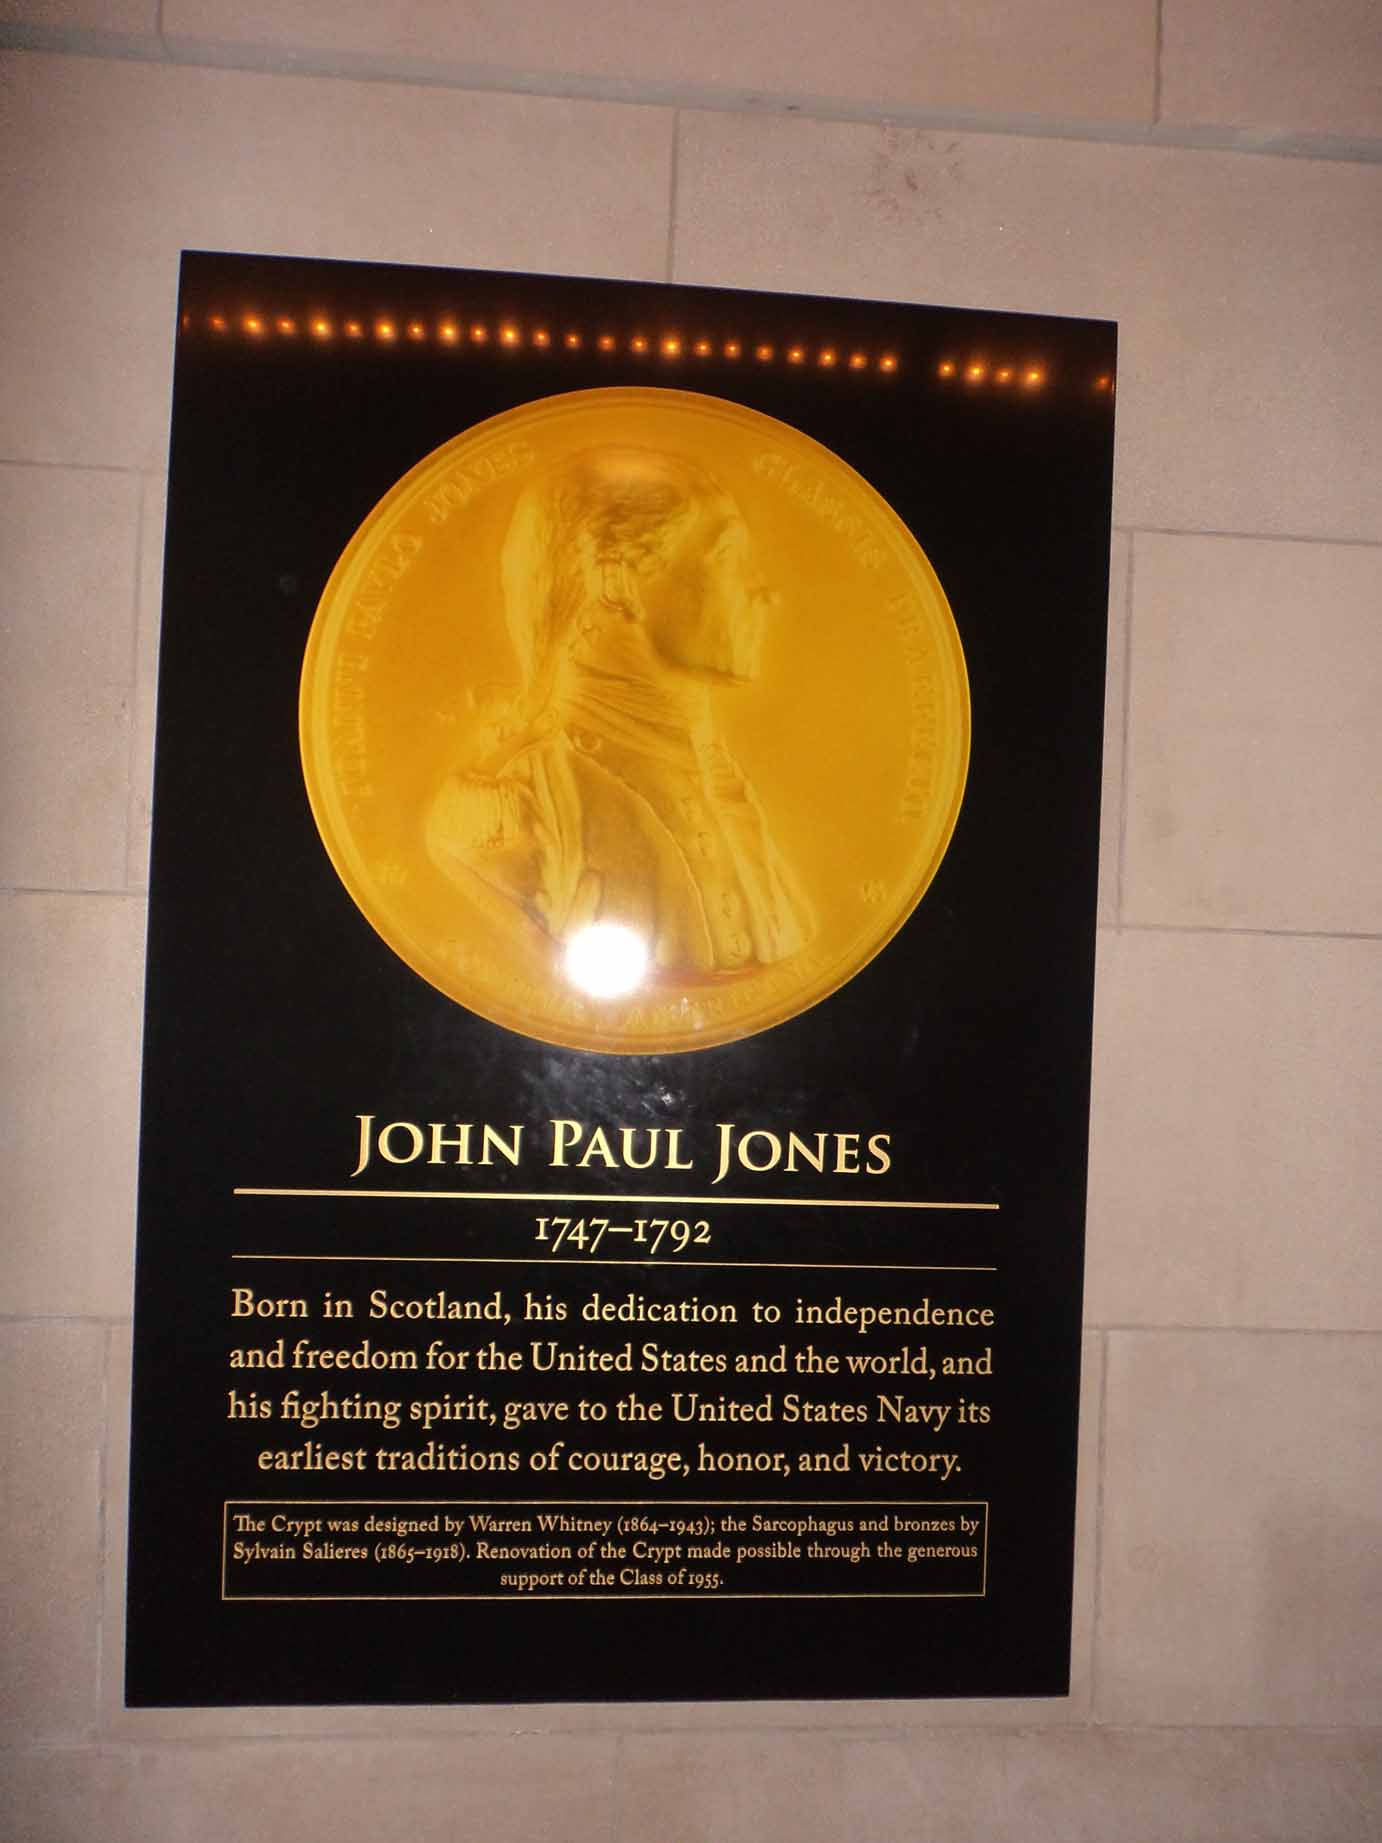 JOHN PAUL JONES
1747–1792
Born in Scotland, his dedication to independence
and freedom for the United States and the world, and
his fighting spirit, gave to the United States Navy its
earliest traditions of courage, honor, and victory.
The Crypt was designed by Warren Whitney (1864–1943); the Sarcophagus and bronzes by
Sylvain Salieres (1865–1918). Renovation of the Crypt made possible through the generous
support of the Class of 1955.